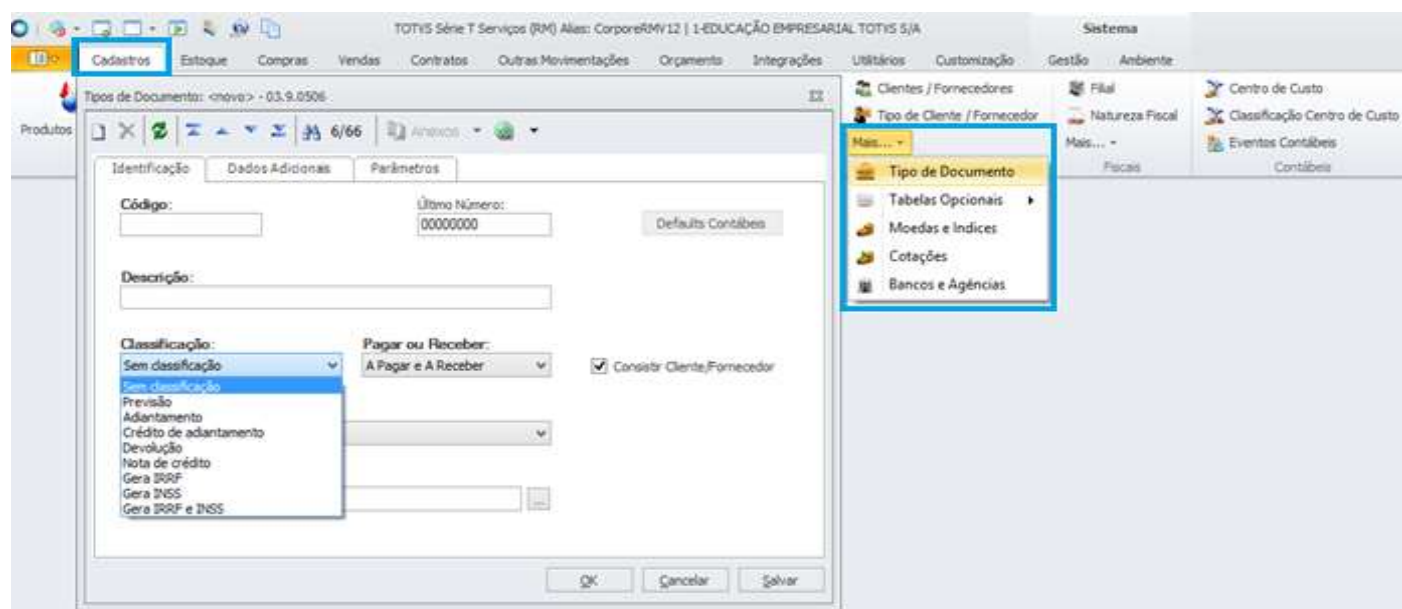 TOTVS Série T Serviços (RM) Alias: CorporeRMV12 | 1-EDUCAÇÃO EMPRESARIAL TOTVS S/A
Sistema
Cadastros Estoque Compras Vendas Contratos Outras Movimentações Orçamento Integrações Utilitários Customização Gestão Ambiente
Produtos
Clientes / Fornecedores
Tipo de Cliente / Fornecedor
Mais...
Tipo de Documento
Tabelas Opcionais
Moedas e Indices
Cotações
Bancos e Agências
Filial
Natureza Fiscal
Mais...
Fiscais
Centro de Custo
Classificação Centro de Custo
Eventos Contábeis
Contábeis
Tipos de Documento: <novo> - 03.9.0506
6/66 Anexos
Identificação Dados Adicionais Parâmetros
Código: Último Número:
00000000 Defaults Contábeis
Descrição:
Classificação: Pagar ou Receber:
Sem classificação A Pagar e A Receber Consistir Cliente/Fornecedor
Sem classificação
Previsão
Adiantamento
Crédito de adiantamento
Devolução
Nota de crédito
Gera IRRF
Gera INSS
Gera IRRF e INSS
...
OK Cancelar Salvar